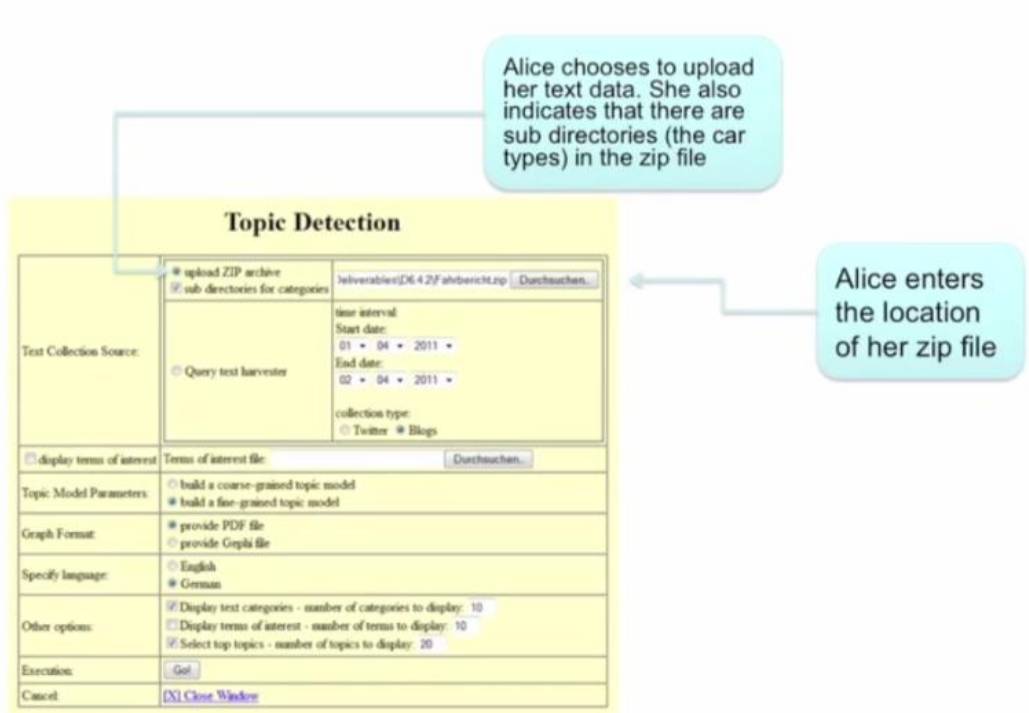 Alice chooses to upload
her text data. She also
indicates that there are
sub directories (the car
types) in the zip file
Topic Detection
Alice enters
the location
of her zip file
Text Collection Source:
upload ZIP archive
sub directories for categories
\D6.4.2\Fahrbericht.zip Durchsuchen..
Query text harvester
time interval:
Start date:
01 04 2011
End date:
02 04 2011
collection type:
Twitter Blogs
display terms of interest Terms of interest file: Durchsuchen..
Topic Model Parameters:
build a coarse-grained topic model
build a fine-grained topic model
Graph Format:
provide PDF file
provide Gephi file
Specify language:
English
German
Other options:
Display text categories - number of categories to display: 10
Display terms of interest - number of terms to display: 10
Select top topics - number of topics to display: 20
Execution: Go!
Cancel: [X] Close Window